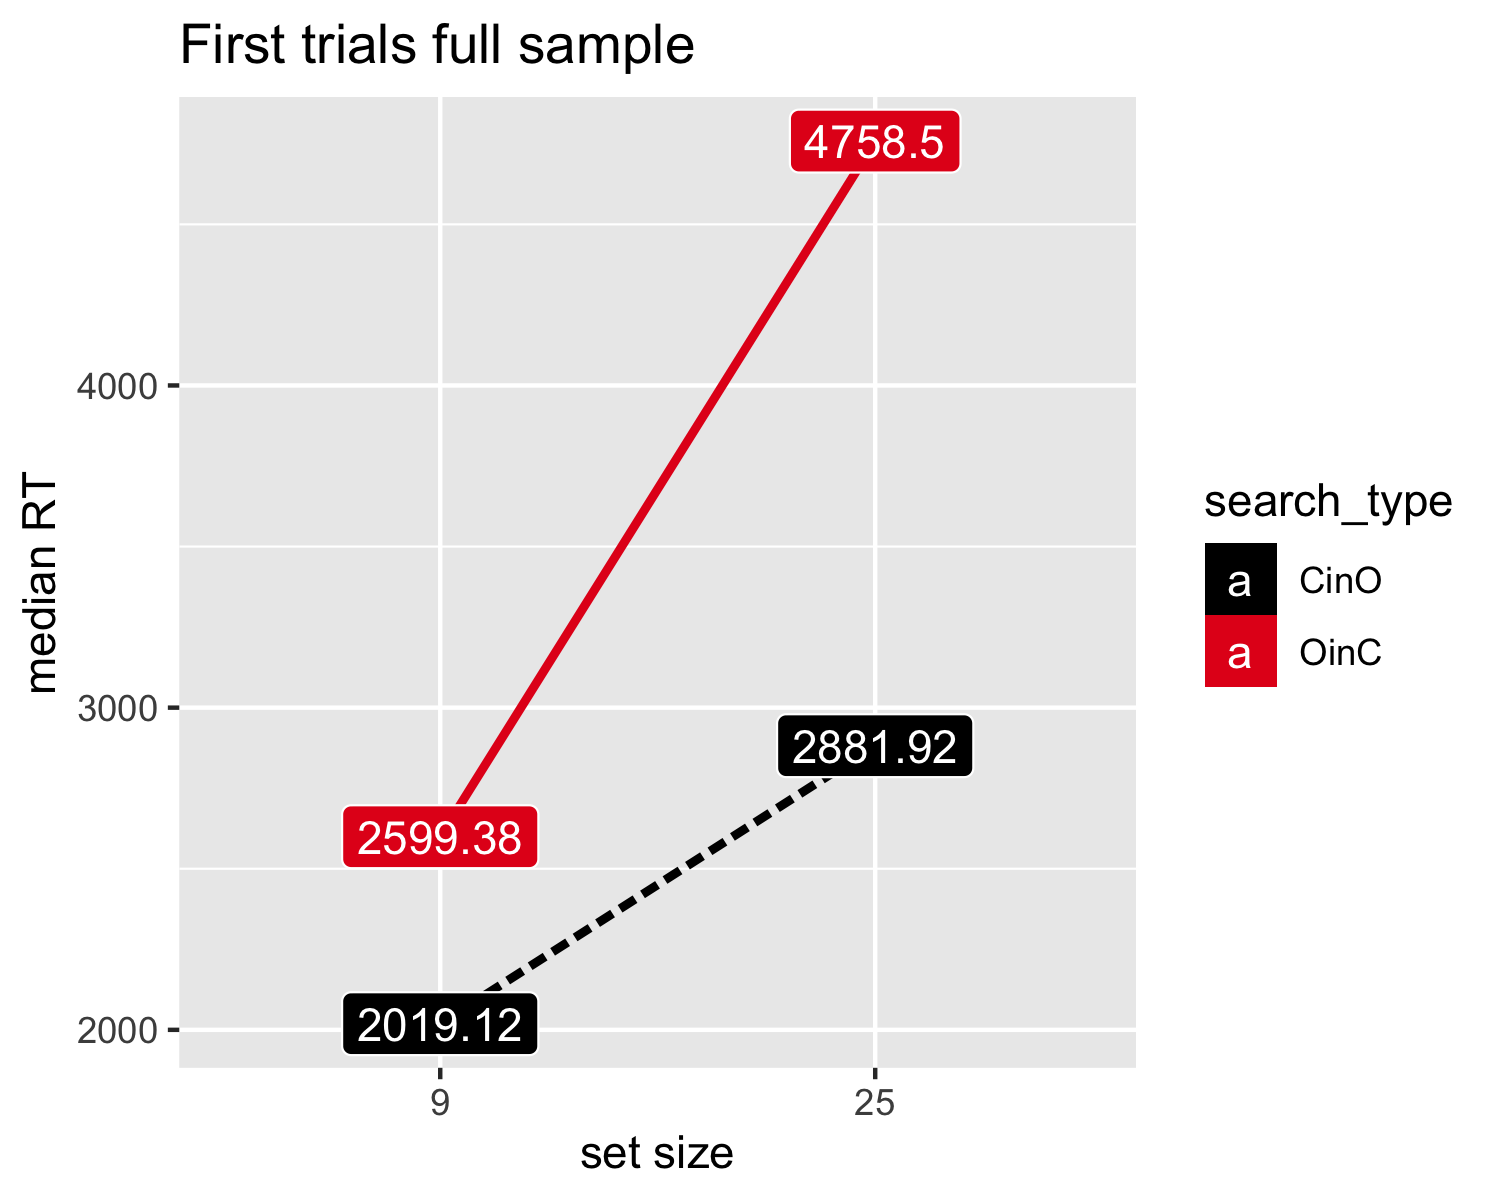 First trials full sample
4758.5
4000
median RT
search_type
a CinO
a OinC
3000
2881.92
2599.38
2000
2019.12
9
25
set size